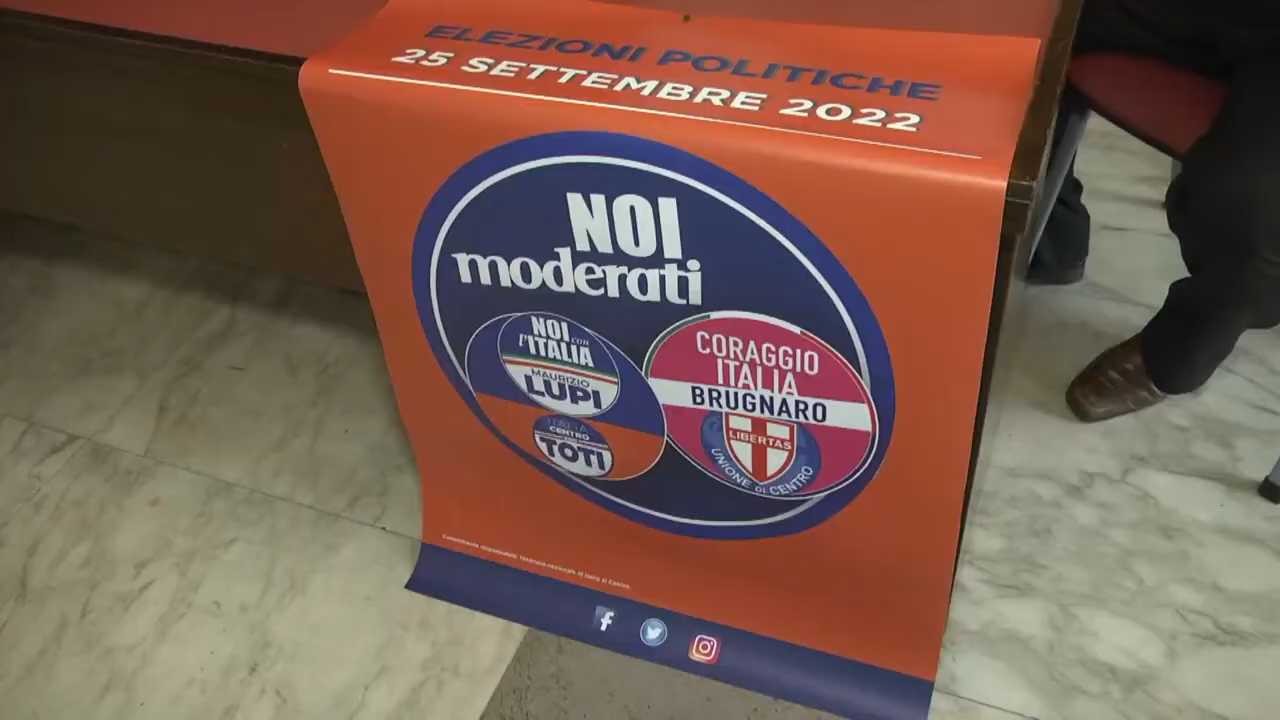 ELEZIONI POLITICHE
25 SETTEMBRE 2022
NOI
moderati
NOI con
l'ITALIA
MAURIZIO
LUPI
ITALIA
CENTRO
TOTI
CORAGGIO
ITALIA
BRUGNARO
LIBERTAS
UNIONE DI CENTRO